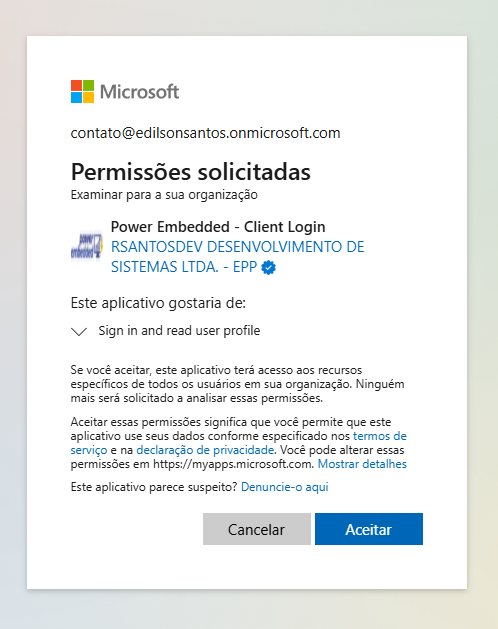 Microsoft
contato@edilsonsantos.onmicrosoft.com
Permissões solicitadas
Examinar para a sua organização
power embedded
Power Embedded - Client Login
RSANTOSDEV DESENVOLVIMENTO DE
SISTEMAS LTDA. - EPP
Este aplicativo gostaria de:
Sign in and read user profile
Se você aceitar, este aplicativo terá acesso aos recursos
específicos de todos os usuários em sua organização. Ninguém
mais será solicitado a analisar essas permissões.
Aceitar essas permissões significa que você permite que este
aplicativo use seus dados conforme especificado nos termos de
serviço e na declaração de privacidade. Você pode alterar essas
permissões em https://myapps.microsoft.com. Mostrar detalhes
Este aplicativo parece suspeito? Denuncie-o aqui
Cancelar
Aceitar